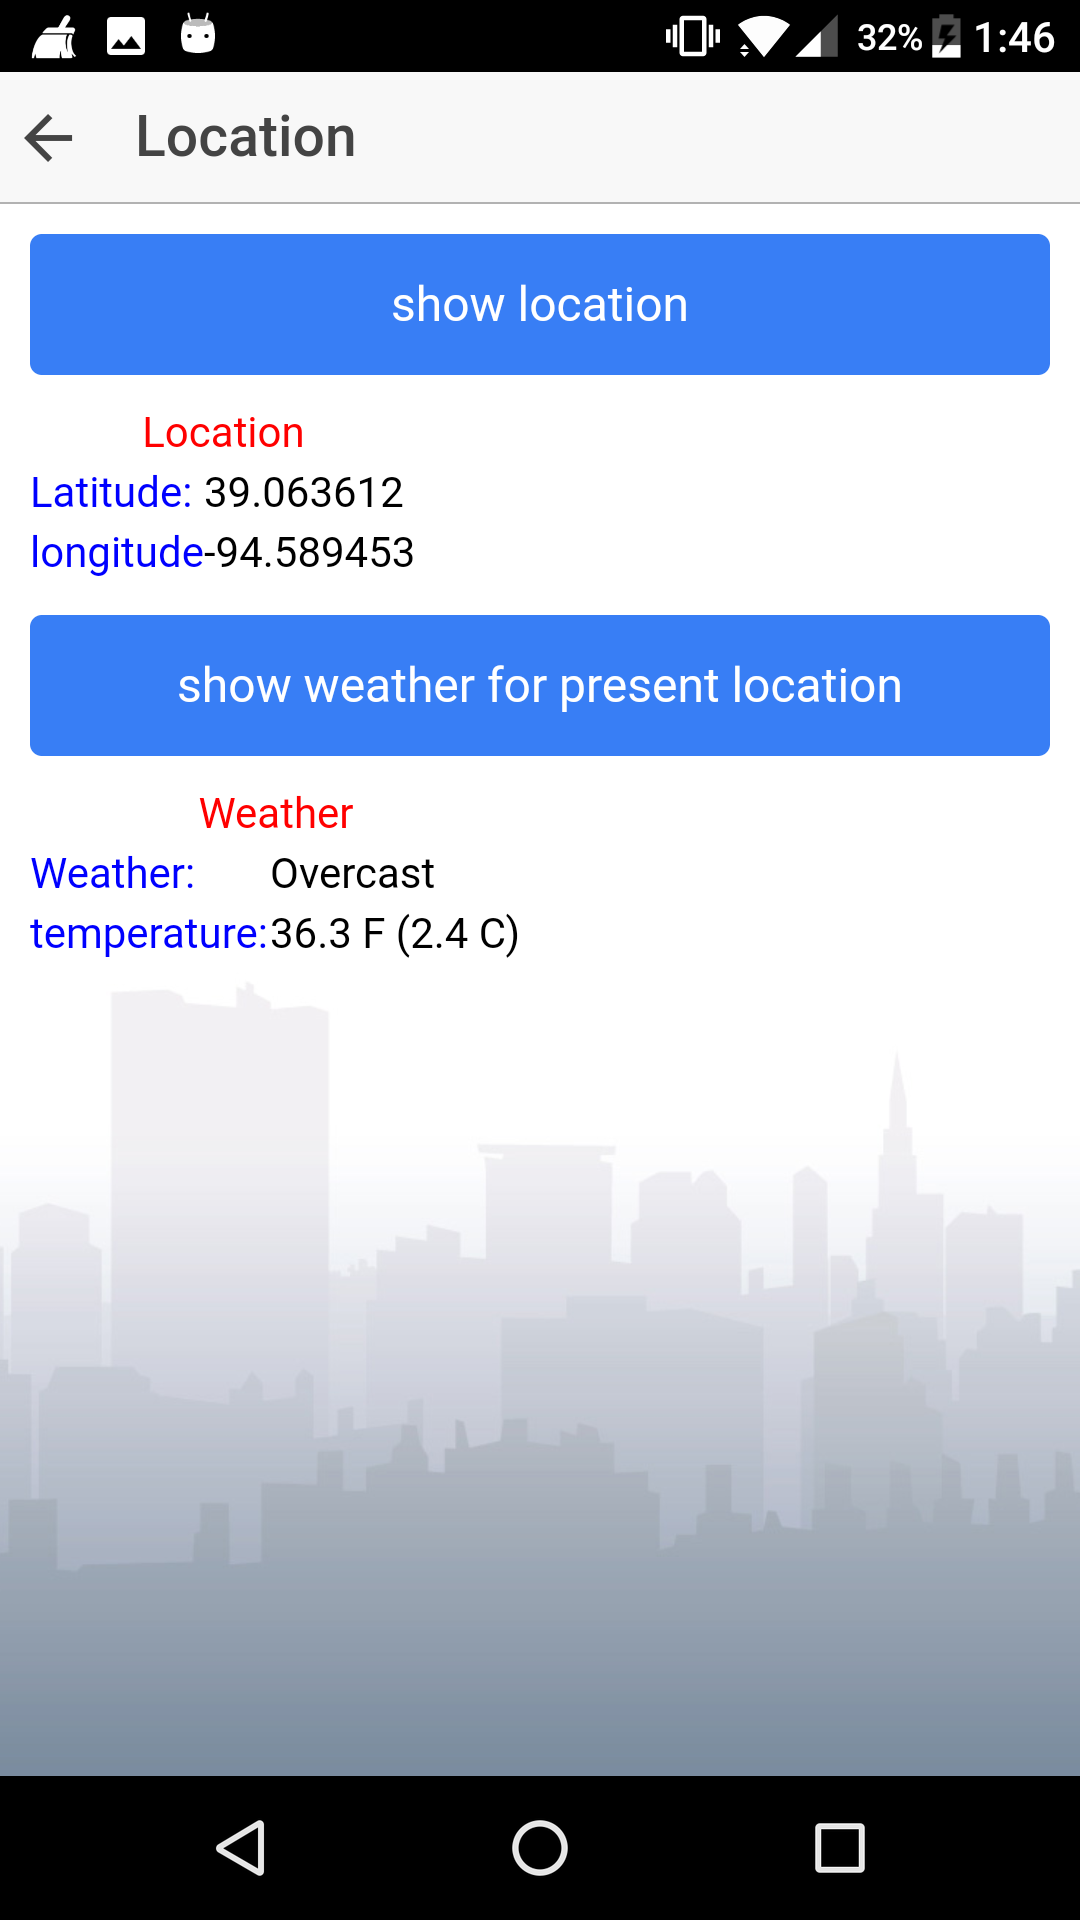 32% 1:46
Location
show location
Location
Latitude: 39.063612
longitude-94.589453
show weather for present location
Weather
Weather: Overcast
temperature:36.3 F (2.4 C)